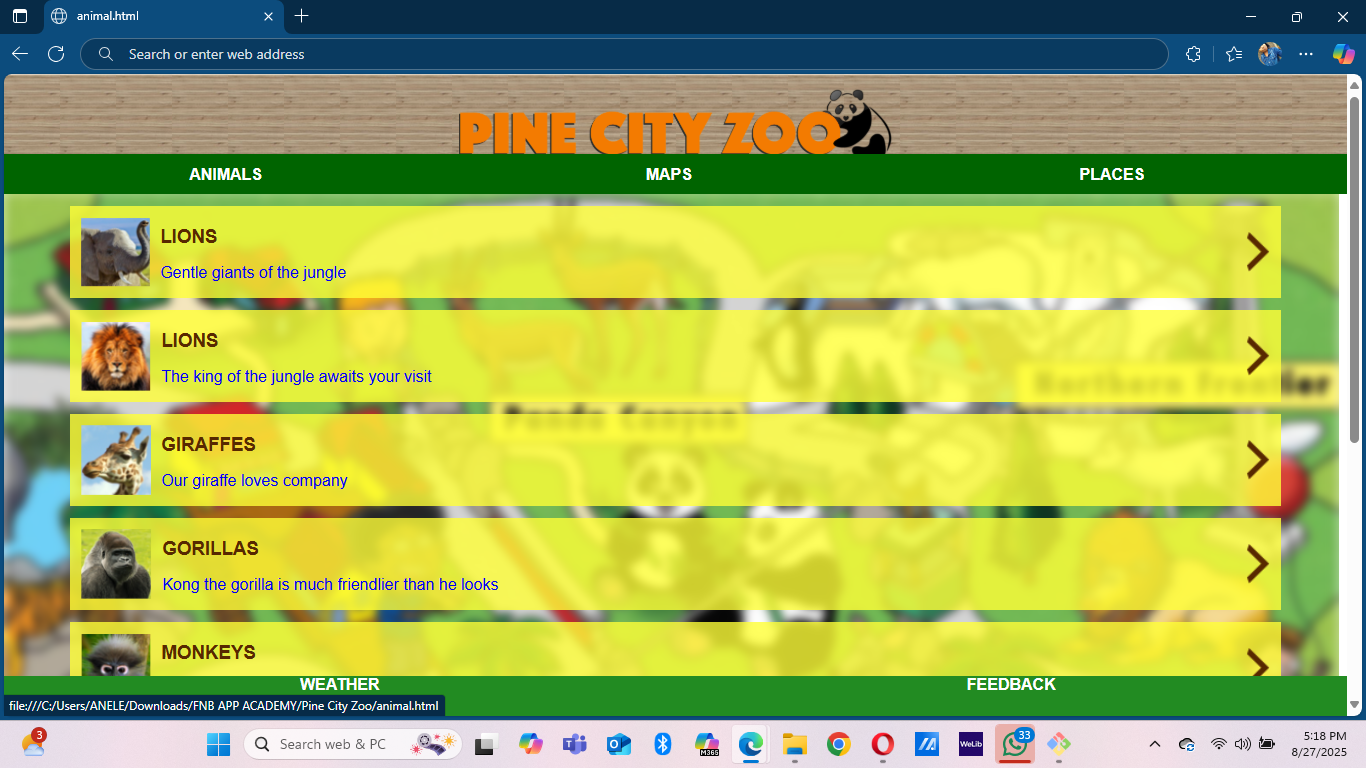 animal.html
Search or enter web address
PINE CITY ZOO
ANIMALS MAPS PLACES
LIONS
Gentle giants of the jungle
LIONS
The king of the jungle awaits your visit
Northern Frontier
GIRAFFES
Panda Canyon
Our giraffe loves company
GORILLAS
Kong the gorilla is much friendlier than he looks
MONKEYS
WEATHER FEEDBACK
file:///C:/Users/ANELE/Downloads/FNB APP ACADEMY/Pine City Zoo/animal.html
3
Search web & PC
M365
WeLib
33
5:18 PM
8/27/2025